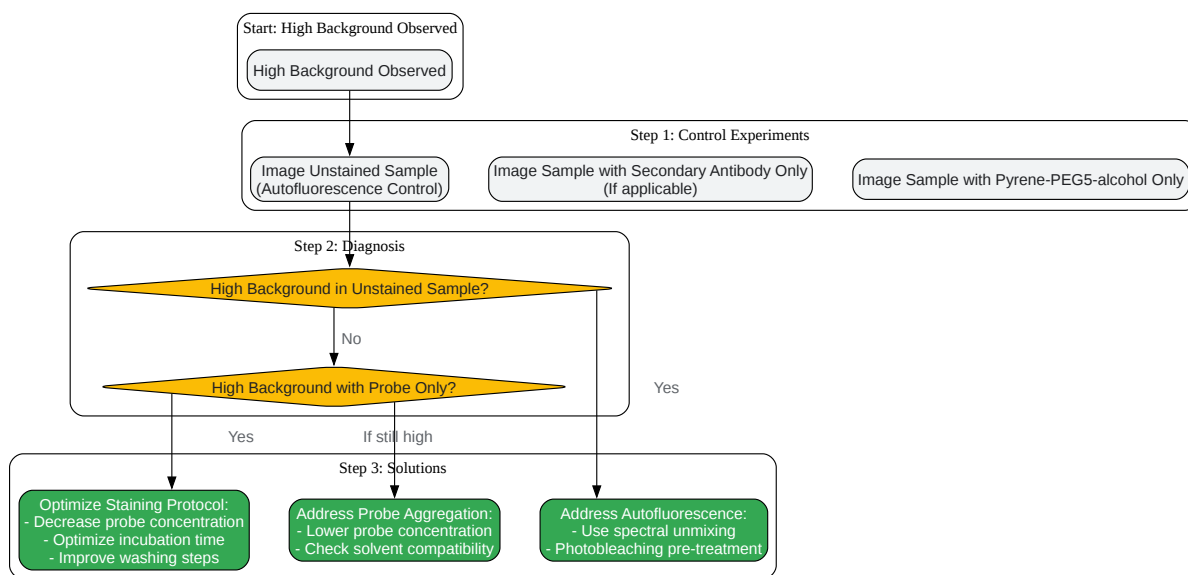 Start: High Background Observed
High Background Observed
Step 1: Control Experiments
Image Unstained Sample
(Autofluorescence Control)
Image Sample with Secondary Antibody Only
(If applicable)
Image Sample with Pyrene-PEG5-alcohol Only
Step 2: Diagnosis
High Background in Unstained Sample?
No
High Background with Probe Only?
Yes
Yes
If still high
Step 3: Solutions
Optimize Staining Protocol:
- Decrease probe concentration
- Optimize incubation time
- Improve washing steps
Address Probe Aggregation:
- Lower probe concentration
- Check solvent compatibility
Address Autofluorescence:
- Use spectral unmixing
- Photobleaching pre-treatment